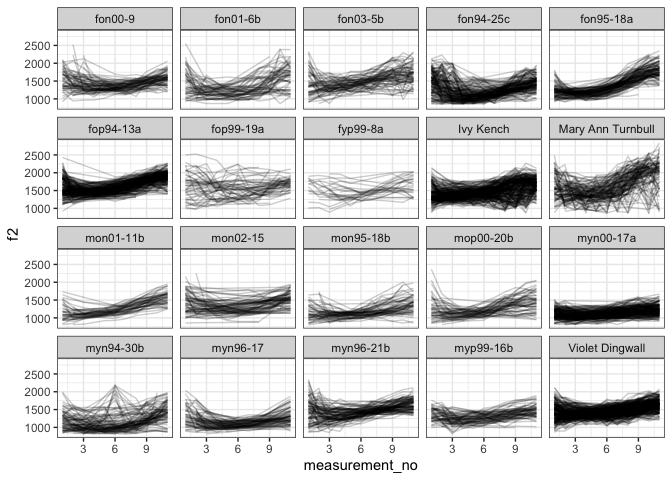 fon00-9 fon01-6b fon03-5b fon94-25c fon95-18a
2500
2000
1500
1000
fop94-13a fop99-19a fyp99-8a Ivy Kench Mary Ann Turnbull
2500
2000
1500
1000
f2
mon01-11b mon02-15 mon95-18b mop00-20b myn00-17a
2500
2000
1500
1000
myn94-30b myn96-17 myn96-21b myp99-16b Violet Dingwall
2500
2000
1500
1000
3 6 9 3 6 9 3 6 9 3 6 9 3 6 9
measurement_no